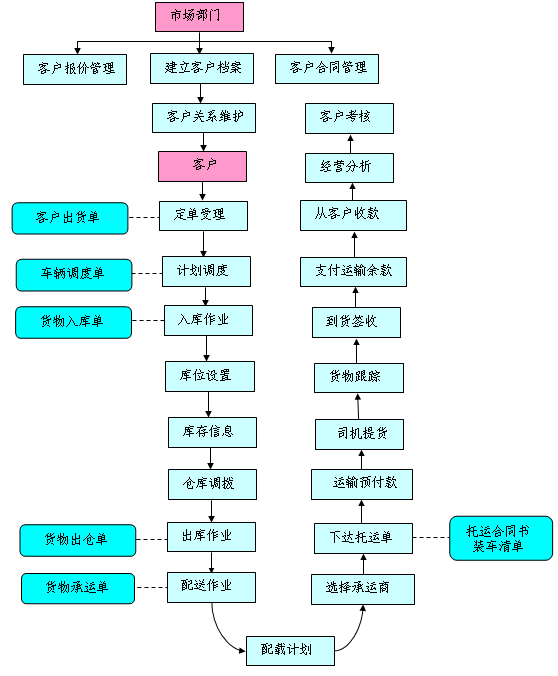 市场部门
客户报价管理
建立客户档案
客户合同管理
客户关系维护
客户
客户出货单
定单受理
车辆调度单
计划调度
货物入库单
入库作业
库位设置
库存信息
仓库调拨
货物出仓单
出库作业
货物承运单
配送作业
配载计划
选择承运商
下达托运单
托运合同书
装车清单
运输预付款
司机提货
货物跟踪
到货签收
支付运输余款
从客户收款
经营分析
客户考核